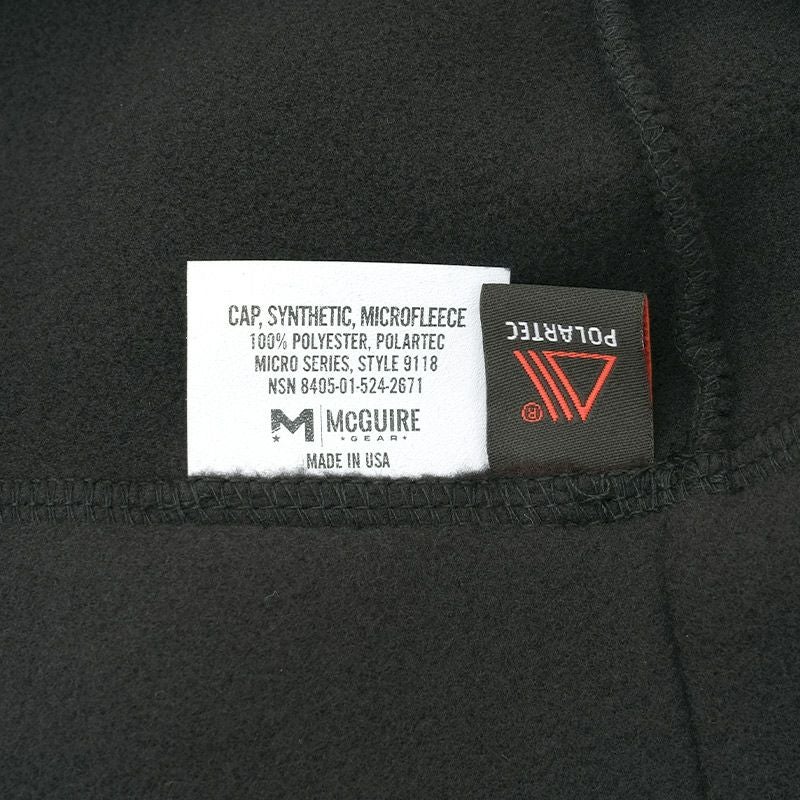 CAP, SYNTHETIC, MICROFLEECE
100% POLYESTER, POLARTEC
MICRO SERIES, STYLE 9118
NSN 8405-01-524-2671
M McGUIRE
GEAR
MADE IN USA
POLARTEC
®